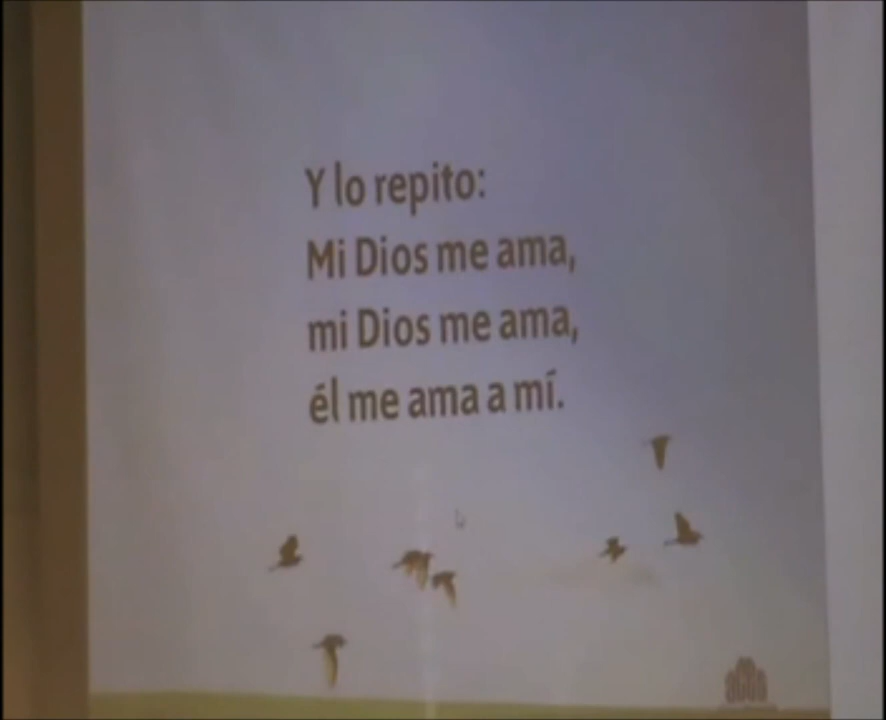 Y lo repito:
Mi Dios me ama,
mi Dios me ama,
él me ama a mí.